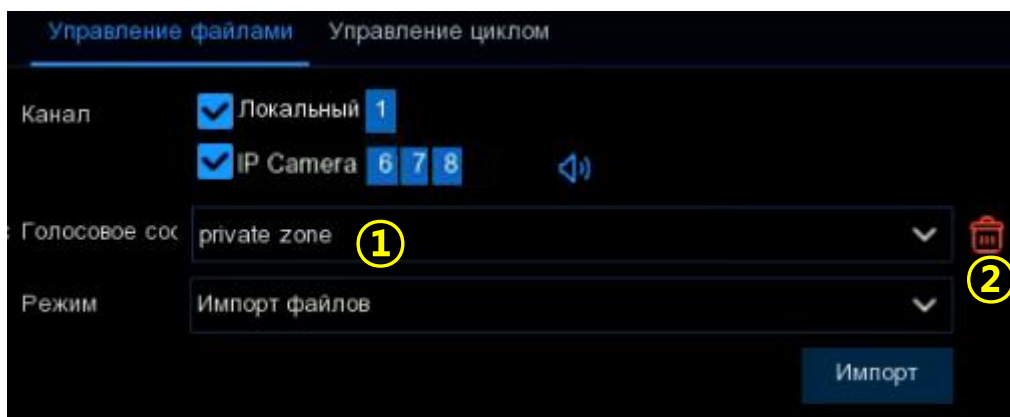 Управление файлами Управление циклом
Канал Локальный 1
IP Camera 6 7 8
Голосовое соо private zone ① ②
Режим Импорт файлов
Импорт